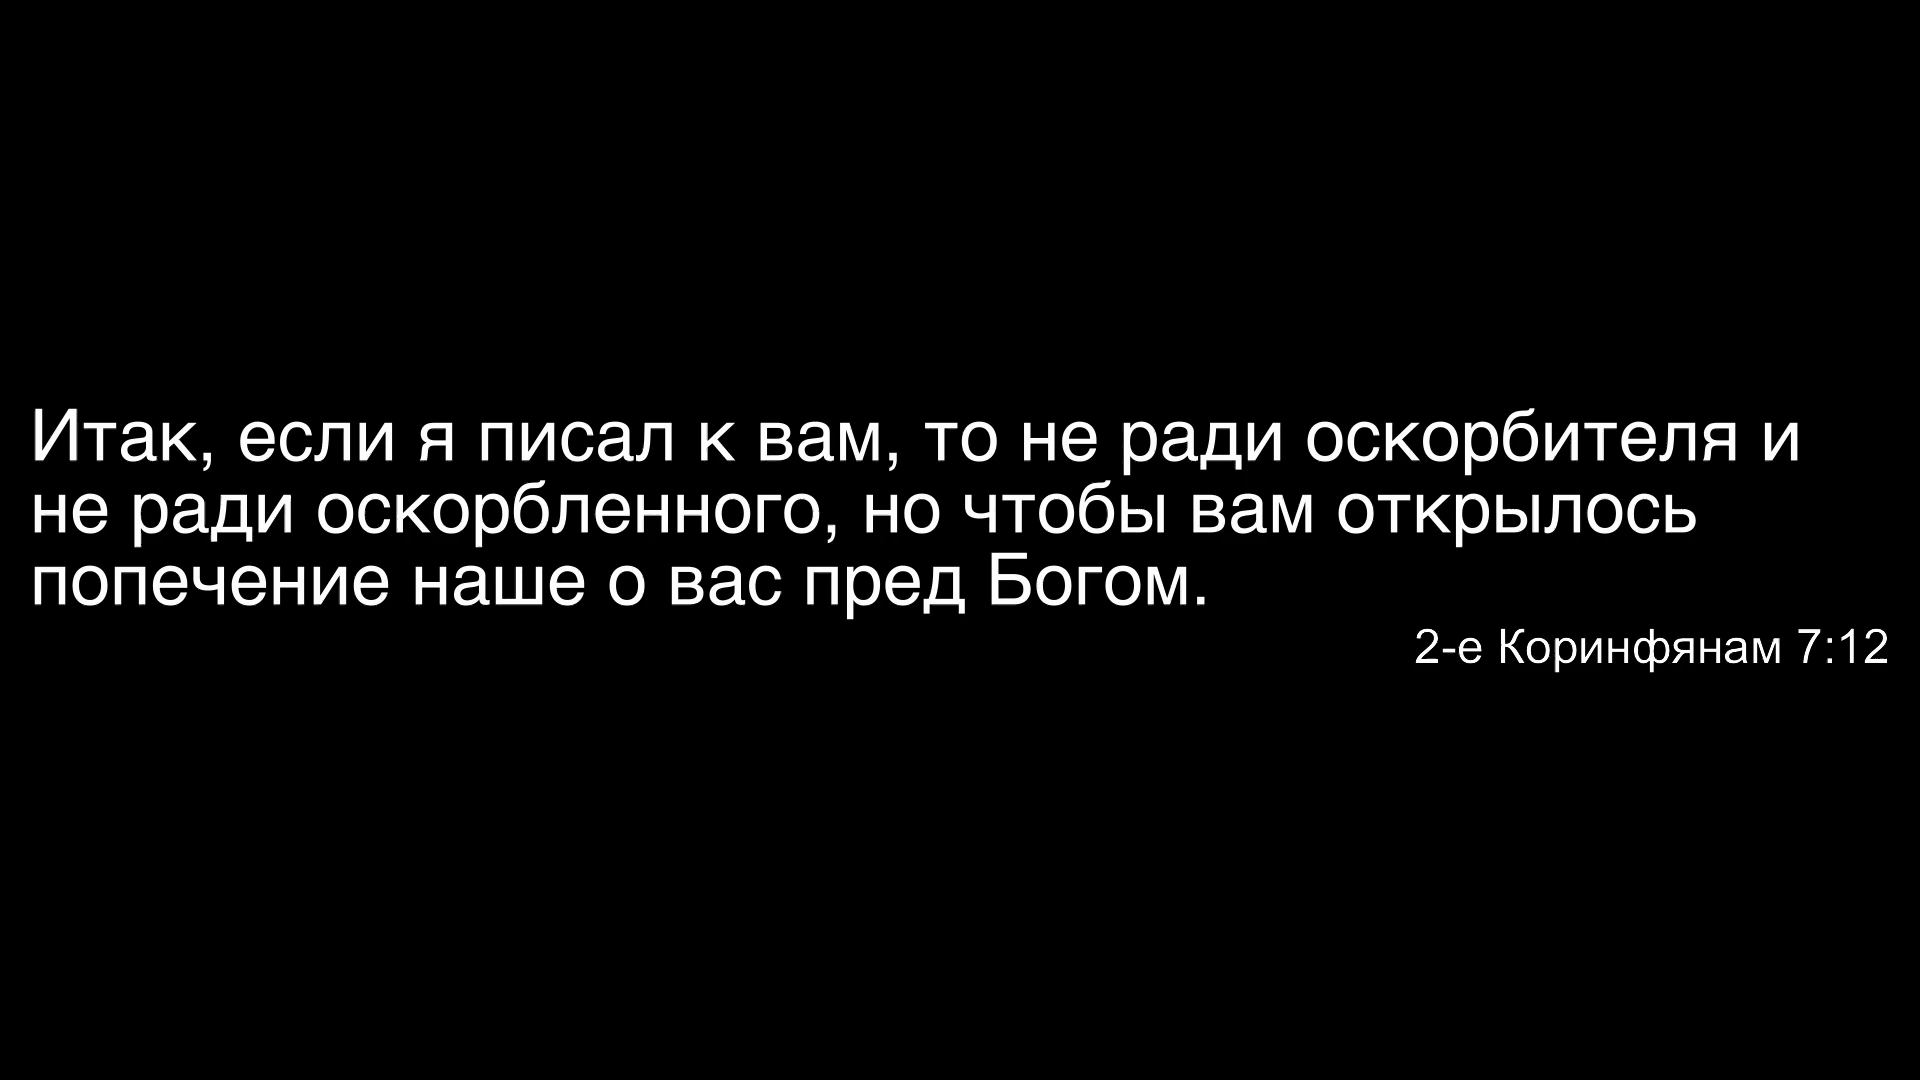 Итак, если я писал к вам, то не ради оскорбителя и
не ради оскорбленного, но чтобы вам открылось
попечение наше о вас пред Богом.
2-е Коринфянам 7:12